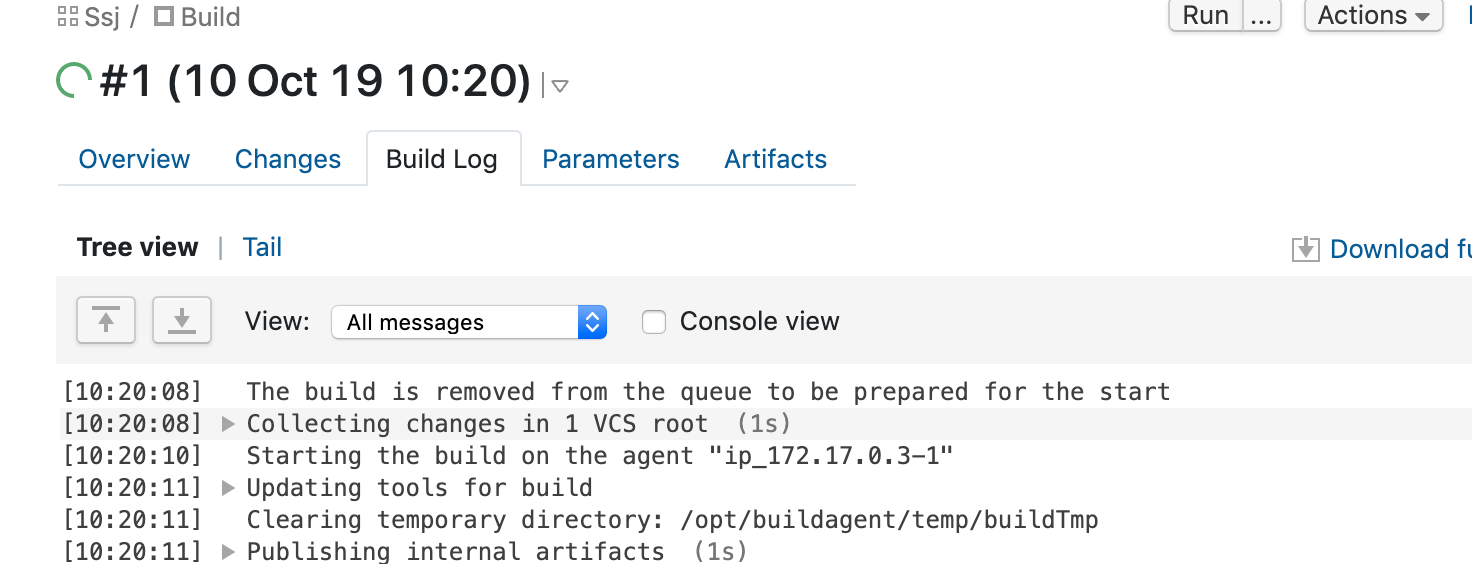 Ssj / Build
Run ... Actions
#1 (10 Oct 19 10:20)
Overview Changes Build Log Parameters Artifacts
Tree view | Tail
Download
View: All messages Console view
[10:20:08] The build is removed from the queue to be prepared for the start
[10:20:08] Collecting changes in 1 VCS root (1s)
[10:20:10] Starting the build on the agent "ip_172.17.0.3-1"
[10:20:11] Updating tools for build
[10:20:11] Clearing temporary directory: /opt/buildagent/temp/buildTmp
[10:20:11] Publishing internal artifacts (1s)